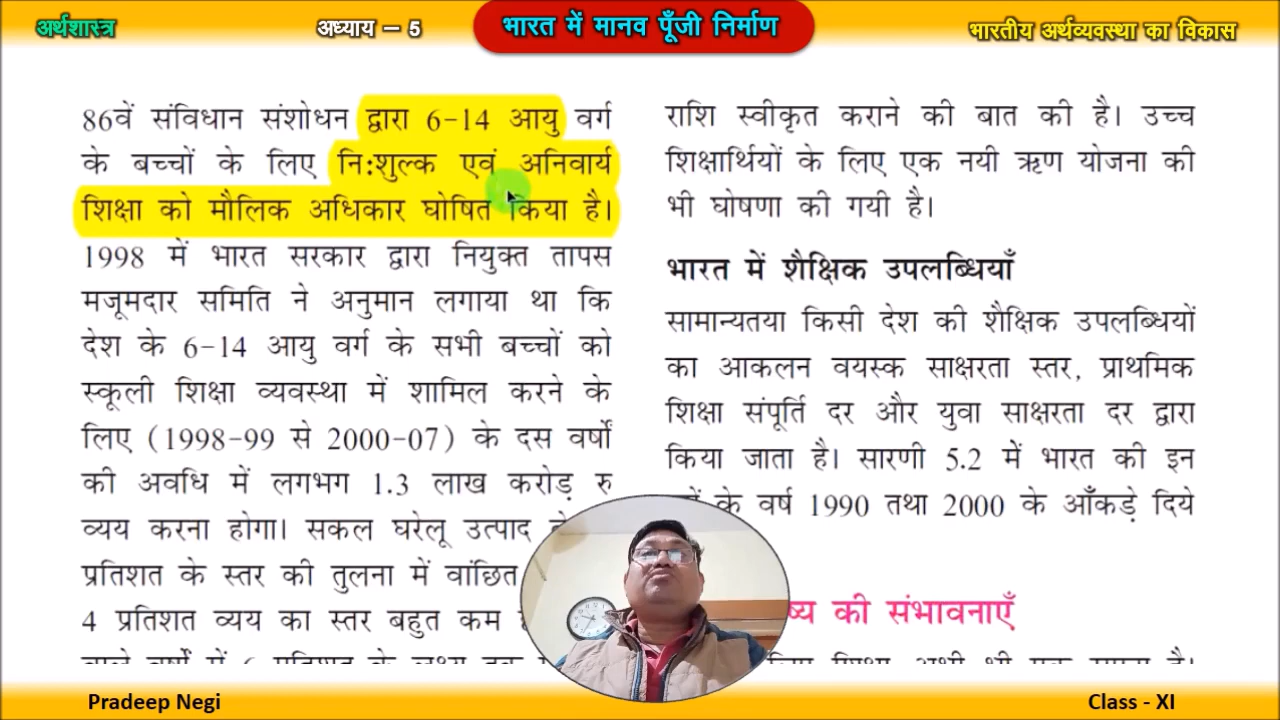 अर्थशास्त्र
अध्याय – 5
भारत में मानव पूँजी निर्माण
भारतीय अर्थव्यवस्था का विकास
86वें संविधान संशोधन द्वारा 6-14 आयु वर्ग
के बच्चों के लिए नि:शुल्क एवं अनिवार्य
शिक्षा को मौलिक अधिकार घोषित किया है।
1998 में भारत सरकार द्वारा नियुक्त तापस
मजूमदार समिति ने अनुमान लगाया था कि
देश के 6-14 आयु वर्ग के सभी बच्चों को
स्कूली शिक्षा व्यवस्था में शामिल करने के
लिए (1998-99 से 2000-07) के दस वर्षों
की अवधि में लगभग 1.3 लाख करोड़ रु
व्यय करना होगा। सकल घरेलू उत्पाद
प्रतिशत के स्तर की तुलना में वांछित
4 प्रतिशत व्यय का स्तर बहुत कम
राशि स्वीकृत कराने की बात की है। उच्च
शिक्षार्थियों के लिए एक नयी ऋण योजना की
भी घोषणा की गयी है।
भारत में शैक्षिक उपलब्धियाँ
सामान्यतया किसी देश की शैक्षिक उपलब्धियों
का आकलन वयस्क साक्षरता स्तर, प्राथमिक
शिक्षा संपूर्ति दर और युवा साक्षरता दर द्वारा
किया जाता है। सारणी 5.2 में भारत की इन
के वर्ष 1990 तथा 2000 के आँकड़े दिये
की संभावनाएँ
Pradeep Negi
Class - XI